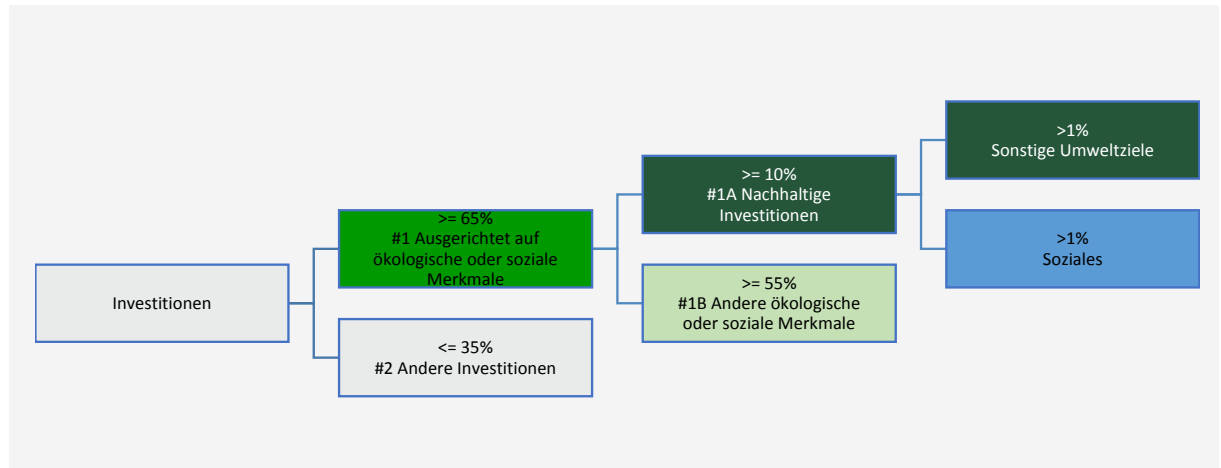 Investitionen
>= 65%
#1 Ausgerichtet auf
ökologische oder soziale
Merkmale
<= 35%
#2 Andere Investitionen
>= 10%
#1A Nachhaltige
Investitionen
>= 55%
#1B Andere ökologische
oder soziale Merkmale
>1%
Sonstige Umweltziele
>1%
Soziales